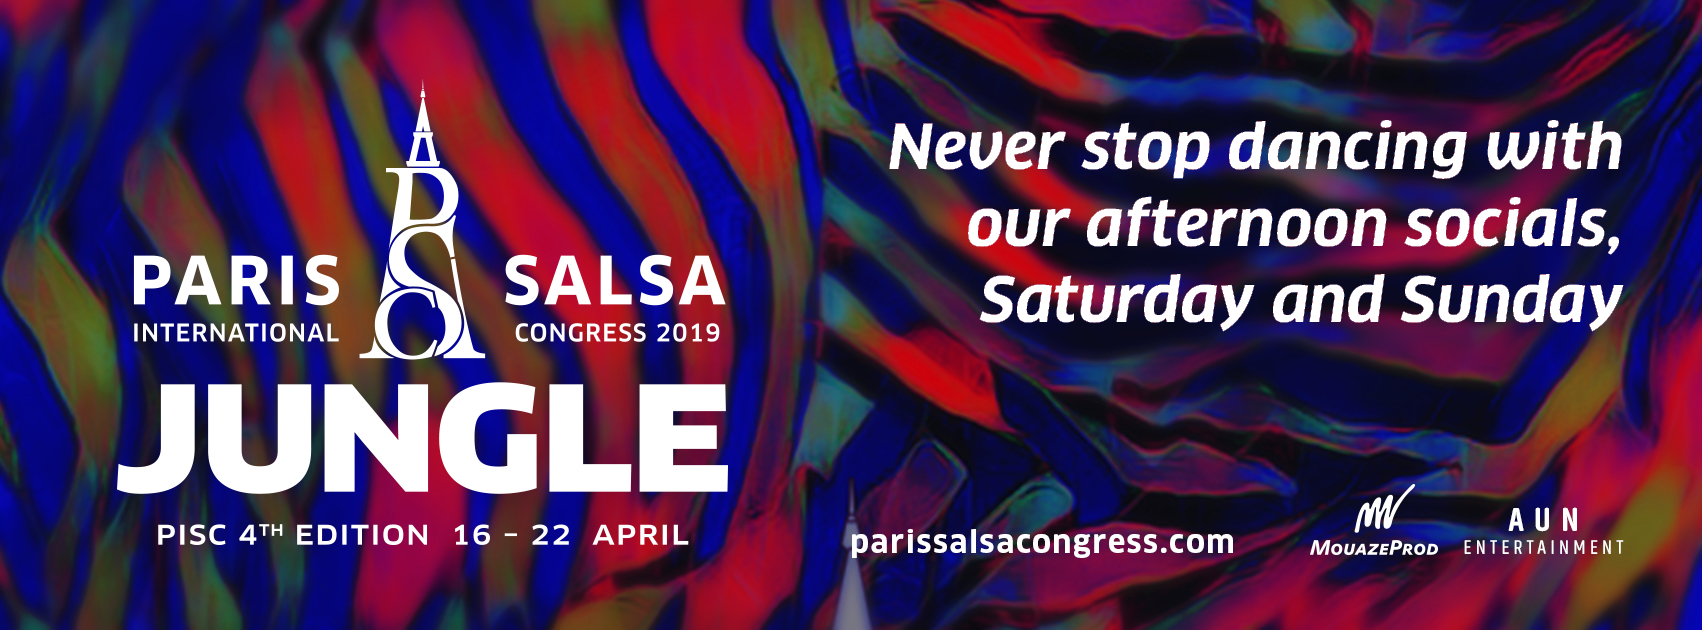 PARIS SALSA
INTERNATIONAL CONGRESS 2019
PSC
JUNGLE
PISC 4TH EDITION 16 – 22 APRIL
Never stop dancing with
our afternoon socials,
Saturday and Sunday
parissalsacongress.com
MOUAZEPROD
AUN
ENTERTAINMENT